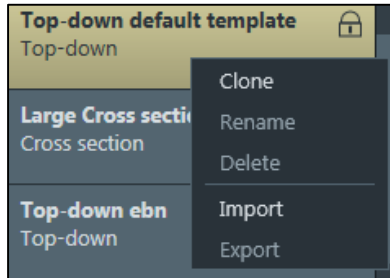 Top-down default template
Top-down
Clone
Large Cross secti
Rename
Cross section
Delete
Top-down ebn
Import
Top-down
Export